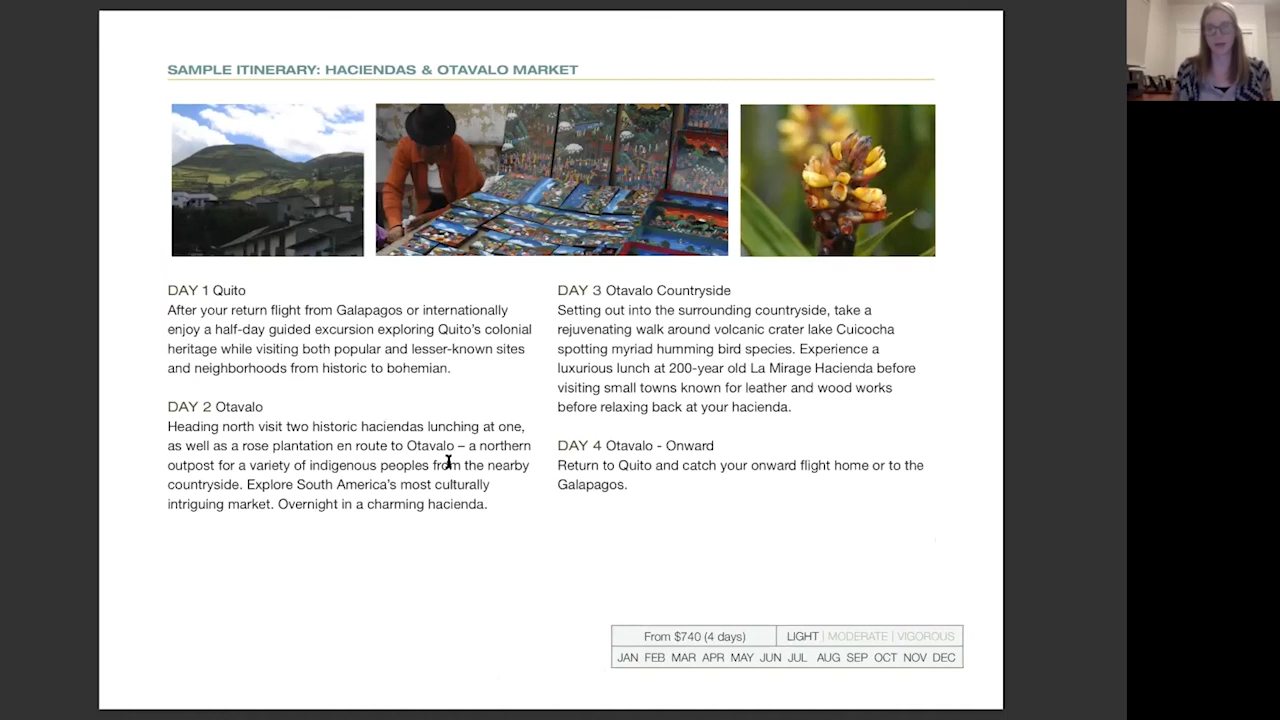 SAMPLE ITINERARY: HACIENDAS & OTAVALO MARKET
DAY 1 Quito
After your return flight from Galapagos or internationally
enjoy a half-day guided excursion exploring Quito's colonial
heritage while visiting both popular and lesser-known sites
and neighborhoods from historic to bohemian.
DAY 2 Otavalo
Heading north visit two historic haciendas lunching at one,
as well as a rose plantation en route to Otavalo – a northern
outpost for a variety of indigenous peoples from the nearby
countryside. Explore South America's most culturally
intriguing market. Overnight in a charming hacienda.
DAY 3 Otavalo Countryside
Setting out into the surrounding countryside, take a
rejuvenating walk around volcanic crater lake Cuicocha
spotting myriad humming bird species. Experience a
luxurious lunch at 200-year old La Mirage Hacienda before
visiting small towns known for leather and wood works
before relaxing back at your hacienda.
DAY 4 Otavalo - Onward
Return to Quito and catch your onward flight home or to the
Galapagos.
From $740 (4 days)
LIGHT | MODERATE | VIGOROUS
JAN FEB MAR APR MAY JUN JUL AUG SEP OCT NOV DEC